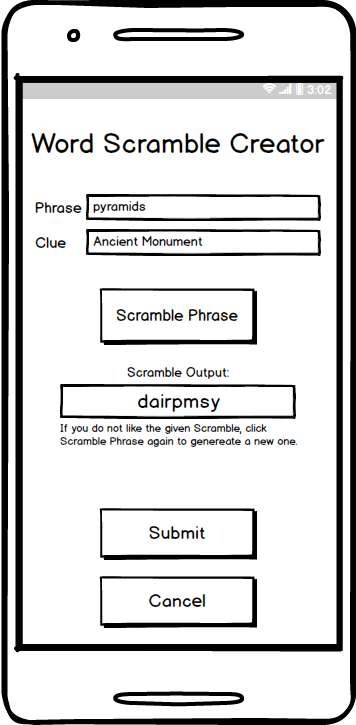 3:02
Word Scramble Creator
Phrase pyramids
Clue Ancient Monument
Scramble Phrase
Scramble Output:
dairpmsy
If you do not like the given Scramble, click
Scramble Phrase again to genereate a new one.
Submit
Cancel